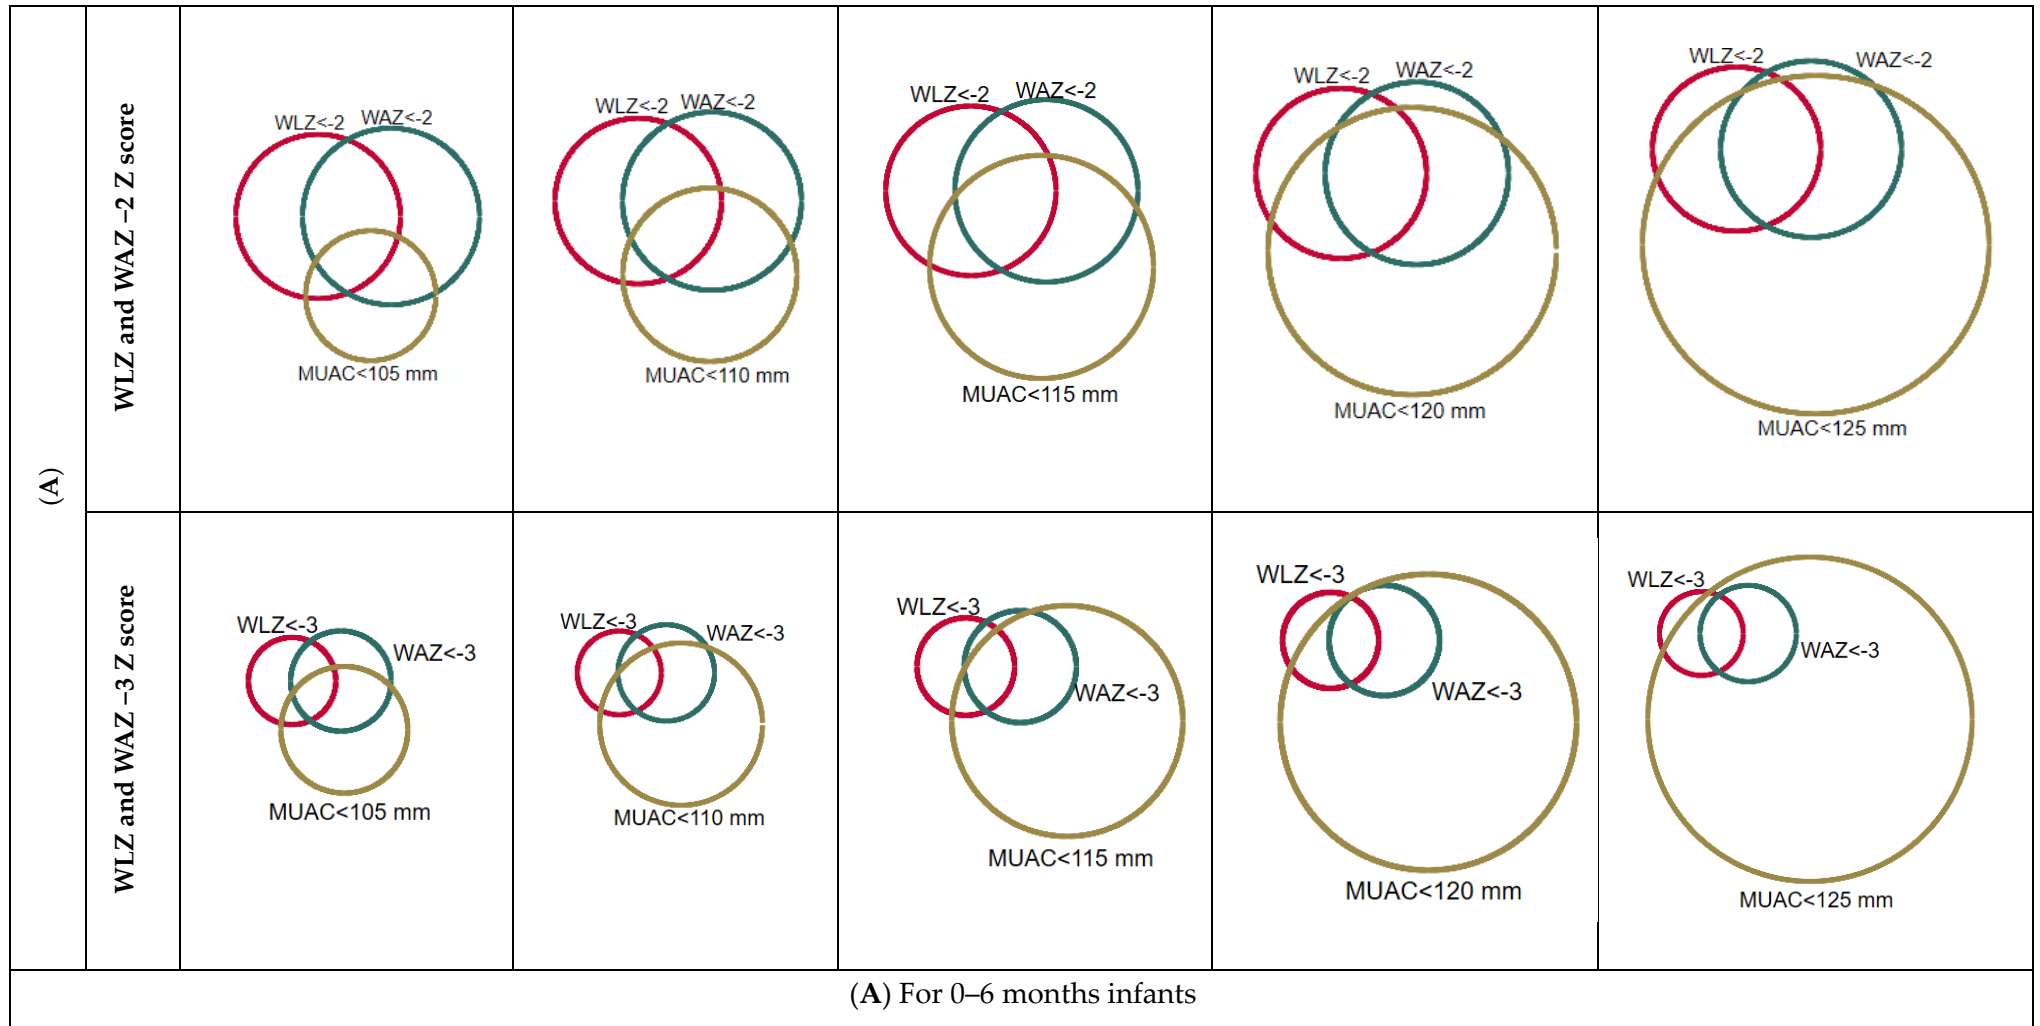 (A)
WLZ and WAZ –2 Z score
WLZ<-2 WAZ<-2
MUAC<105 mm
WLZ<-2 WAZ<-2
MUAC<110 mm
WLZ<-2 WAZ<-2
MUAC<115 mm
WLZ<-2 WAZ<-2
MUAC<120 mm
WLZ<-2 WAZ<-2
MUAC<125 mm
WLZ and WAZ –3 Z score
WLZ<-3
WAZ<-3
MUAC<105 mm
WLZ<-3
WAZ<-3
MUAC<110 mm
WLZ<-3
WAZ<-3
MUAC<115 mm
WLZ<-3
WAZ<-3
MUAC<120 mm
WLZ<-3
WAZ<-3
MUAC<125 mm
(A) For 0–6 months infants